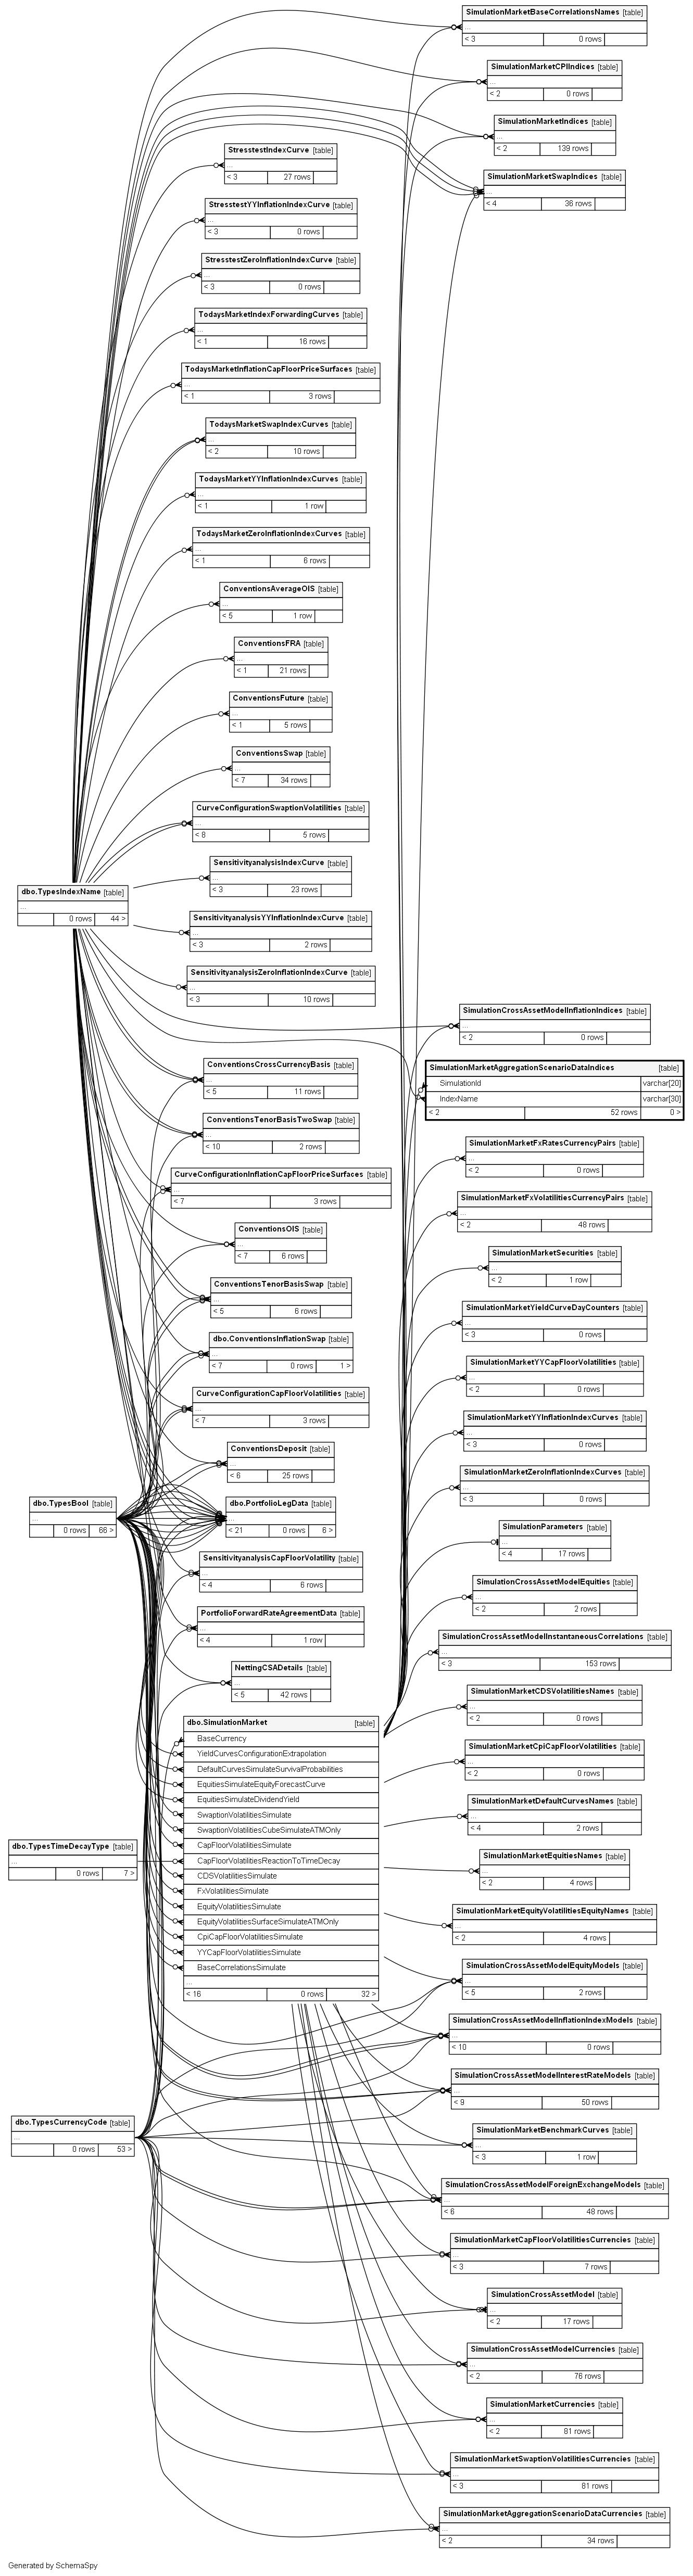 SimulationMarketBaseCorrelationsNames [table]
...
< 3 0 rows
SimulationMarketCPIIndices [table]
...
< 2 0 rows
SimulationMarketIndices [table]
...
< 2 139 rows
StresstestIndexCurve [table]
...
< 3 27 rows
SimulationMarketSwapIndices [table]
...
< 4 36 rows
StresstestYYInflationIndexCurve [table]
...
< 3 0 rows
StresstestZeroInflationIndexCurve [table]
...
< 3 0 rows
TodaysMarketIndexForwardingCurves [table]
...
< 1 16 rows
TodaysMarketInflationCapFloorPriceSurfaces [table]
...
< 1 3 rows
TodaysMarketSwapIndexCurves [table]
...
< 2 10 rows
TodaysMarketYYInflationIndexCurves [table]
...
< 1 1 row
TodaysMarketZeroInflationIndexCurves [table]
...
< 1 6 rows
ConventionsAverageOIS [table]
...
< 5 1 row
ConventionsFRA [table]
...
< 1 21 rows
ConventionsFuture [table]
...
< 1 5 rows
ConventionsSwap [table]
...
< 7 34 rows
CurveConfigurationSwaptionVolatilities [table]
...
< 8 5 rows
SensitivityanalysisIndexCurve [table]
...
< 3 23 rows
dbo.TypesIndexName [table]
...
0 rows 44 >
SensitivityanalysisYYInflationIndexCurve [table]
...
< 3 2 rows
SensitivityanalysisZeroInflationIndexCurve [table]
...
< 3 10 rows
SimulationCrossAssetModelInflationIndices [table]
...
< 2 0 rows
ConventionsCrossCurrencyBasis [table]
...
< 5 11 rows
SimulationMarketAggregationScenarioDataIndices [table]
SimulationId varchar[20]
IndexName varchar[30]
< 2 52 rows 0 >
ConventionsTenorBasisTwoSwap [table]
...
< 10 2 rows
SimulationMarketFxRatesCurrencyPairs [table]
...
< 2 0 rows
CurveConfigurationInflationCapFloorPriceSurfaces [table]
...
< 7 3 rows
SimulationMarketFxVolatilitiesCurrencyPairs [table]
...
< 2 48 rows
ConventionsOIS [table]
...
< 7 6 rows
SimulationMarketSecurities [table]
...
< 2 1 row
ConventionsTenorBasisSwap [table]
...
< 5 6 rows
SimulationMarketYieldCurveDayCounters [table]
...
< 3 0 rows
dbo.ConventionsInflationSwap [table]
...
< 7 0 rows 1 >
SimulationMarketYYCapFloorVolatilities [table]
...
< 2 0 rows
CurveConfigurationCapFloorVolatilities [table]
...
< 7 3 rows
SimulationMarketYYInflationIndexCurves [table]
...
< 3 0 rows
ConventionsDeposit [table]
...
< 6 25 rows
SimulationMarketZeroInflationIndexCurves [table]
...
< 3 0 rows
dbo.TypesBool [table]
...
0 rows 66 >
dbo.PortfolioLegData [table]
...
< 21 0 rows 6 >
SimulationParameters [table]
...
< 4 17 rows
SensitivityanalysisCapFloorVolatility [table]
...
< 4 6 rows
SimulationCrossAssetModelEquities [table]
...
< 2 2 rows
PortfolioForwardRateAgreementData [table]
...
< 4 1 row
SimulationCrossAssetModelInstantaneousCorrelations [table]
...
< 3 153 rows
NettingCSADetails [table]
...
< 5 42 rows
SimulationMarketCDSVolatilitiesNames [table]
...
< 2 0 rows
dbo.SimulationMarket [table]
BaseCurrency
YieldCurvesConfigurationExtrapolation
DefaultCurvesSimulateSurvivalProbabilities
EquitiesSimulateEquityForecastCurve
EquitiesSimulateDividendYield
SwaptionVolatilitiesSimulate
SwaptionVolatilitiesCubeSimulateATMOnly
CapFloorVolatilitiesSimulate
CapFloorVolatilitiesReactionToTimeDecay
CDSVolatilitiesSimulate
FxVolatilitiesSimulate
EquityVolatilitiesSimulate
EquityVolatilitiesSurfaceSimulateATMOnly
CpiCapFloorVolatilitiesSimulate
YYCapFloorVolatilitiesSimulate
BaseCorrelationsSimulate
...
< 16 0 rows 32 >
SimulationMarketCpiCapFloorVolatilities [table]
...
< 2 0 rows
SimulationMarketDefaultCurvesNames [table]
...
< 4 2 rows
dbo.TypesTimeDecayType [table]
...
0 rows 7 >
SimulationMarketEquitiesNames [table]
...
< 2 4 rows
SimulationMarketEquityVolatilitiesEquityNames [table]
...
< 2 4 rows
SimulationCrossAssetModelEquityModels [table]
...
< 5 2 rows
SimulationCrossAssetModelInflationIndexModels [table]
...
< 10 0 rows
SimulationCrossAssetModelInterestRateModels [table]
...
< 9 50 rows
dbo.TypesCurrencyCode [table]
...
0 rows 53 >
SimulationMarketBenchmarkCurves [table]
...
< 3 1 row
SimulationCrossAssetModelForeignExchangeModels [table]
...
< 6 48 rows
SimulationMarketCapFloorVolatilitiesCurrencies [table]
...
< 3 7 rows
SimulationCrossAssetModel [table]
...
< 2 17 rows
SimulationCrossAssetModelCurrencies [table]
...
< 2 76 rows
SimulationMarketCurrencies [table]
...
< 2 81 rows
SimulationMarketSwaptionVolatilitiesCurrencies [table]
...
< 3 81 rows
SimulationMarketAggregationScenarioDataCurrencies [table]
...
< 2 34 rows
Generated by SchemaSpy